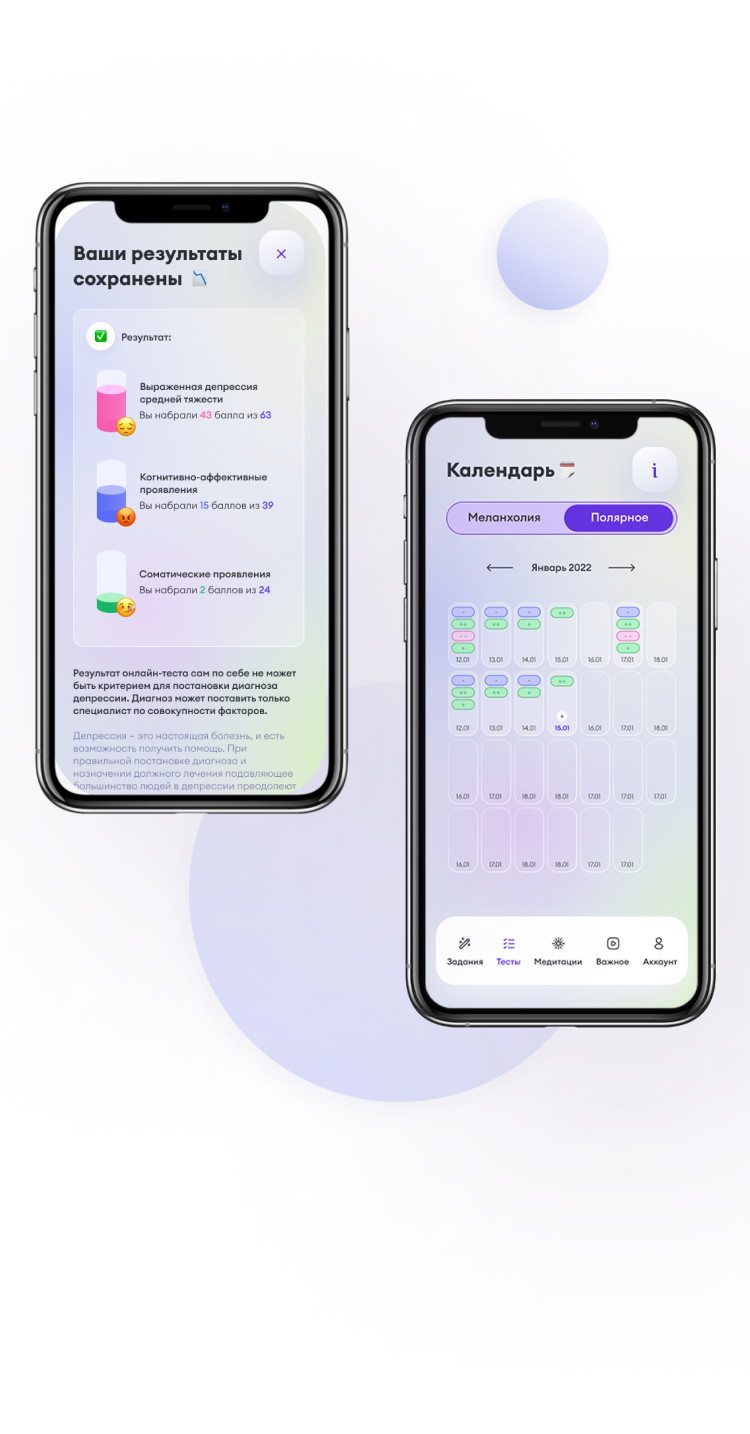 Ваши результаты
сохранены
Результат:
Выраженная депрессия
средней тяжести
Вы набрали 43 балла из 63
Когнитивно-аффективные
проявления
Вы набрали 15 баллов из 39
Соматические проявления
Вы набрали 2 баллов из 24
Результат онлайн-теста сам по себе не может
быть критерием для постановки диагноза
депрессии. Диагноз может поставить только
специалист по совокупности факторов.
Депрессия – это настоящая болезнь, и есть
возможность получить помощь. При
правильной постановке диагноза и
назначении должного лечения подавляющее
большинство людей в депрессии преодолеют
Календарь
i
Меланхолия Полярное
Январь 2022
- - - ++ -
++ ++ + ++
- - - -
+ +
12.01 13.01 14.01 15.01 16.01 17.01 18.01
- - - ++
++ ++ +
+ +
12.01 13.01 14.01 15.01 16.01 17.01 18.01
16.01 17.01 18.01 18.01 17.01 17.01 17.01
16.01 17.01 18.01 18.01 17.01 17.01
Задания Тесты Медитации Важное Аккаунт